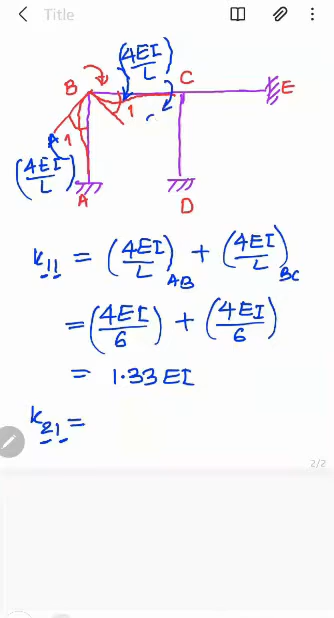 Title
(4EI/L)
B
C
E
1
1
(4EI/L)
A
D
k₁₁ = (4EI/L)AB + (4EI/L)BC
= (4EI/6) + (4EI/6)
= 1.33 EI
k₂₁ =
2/2